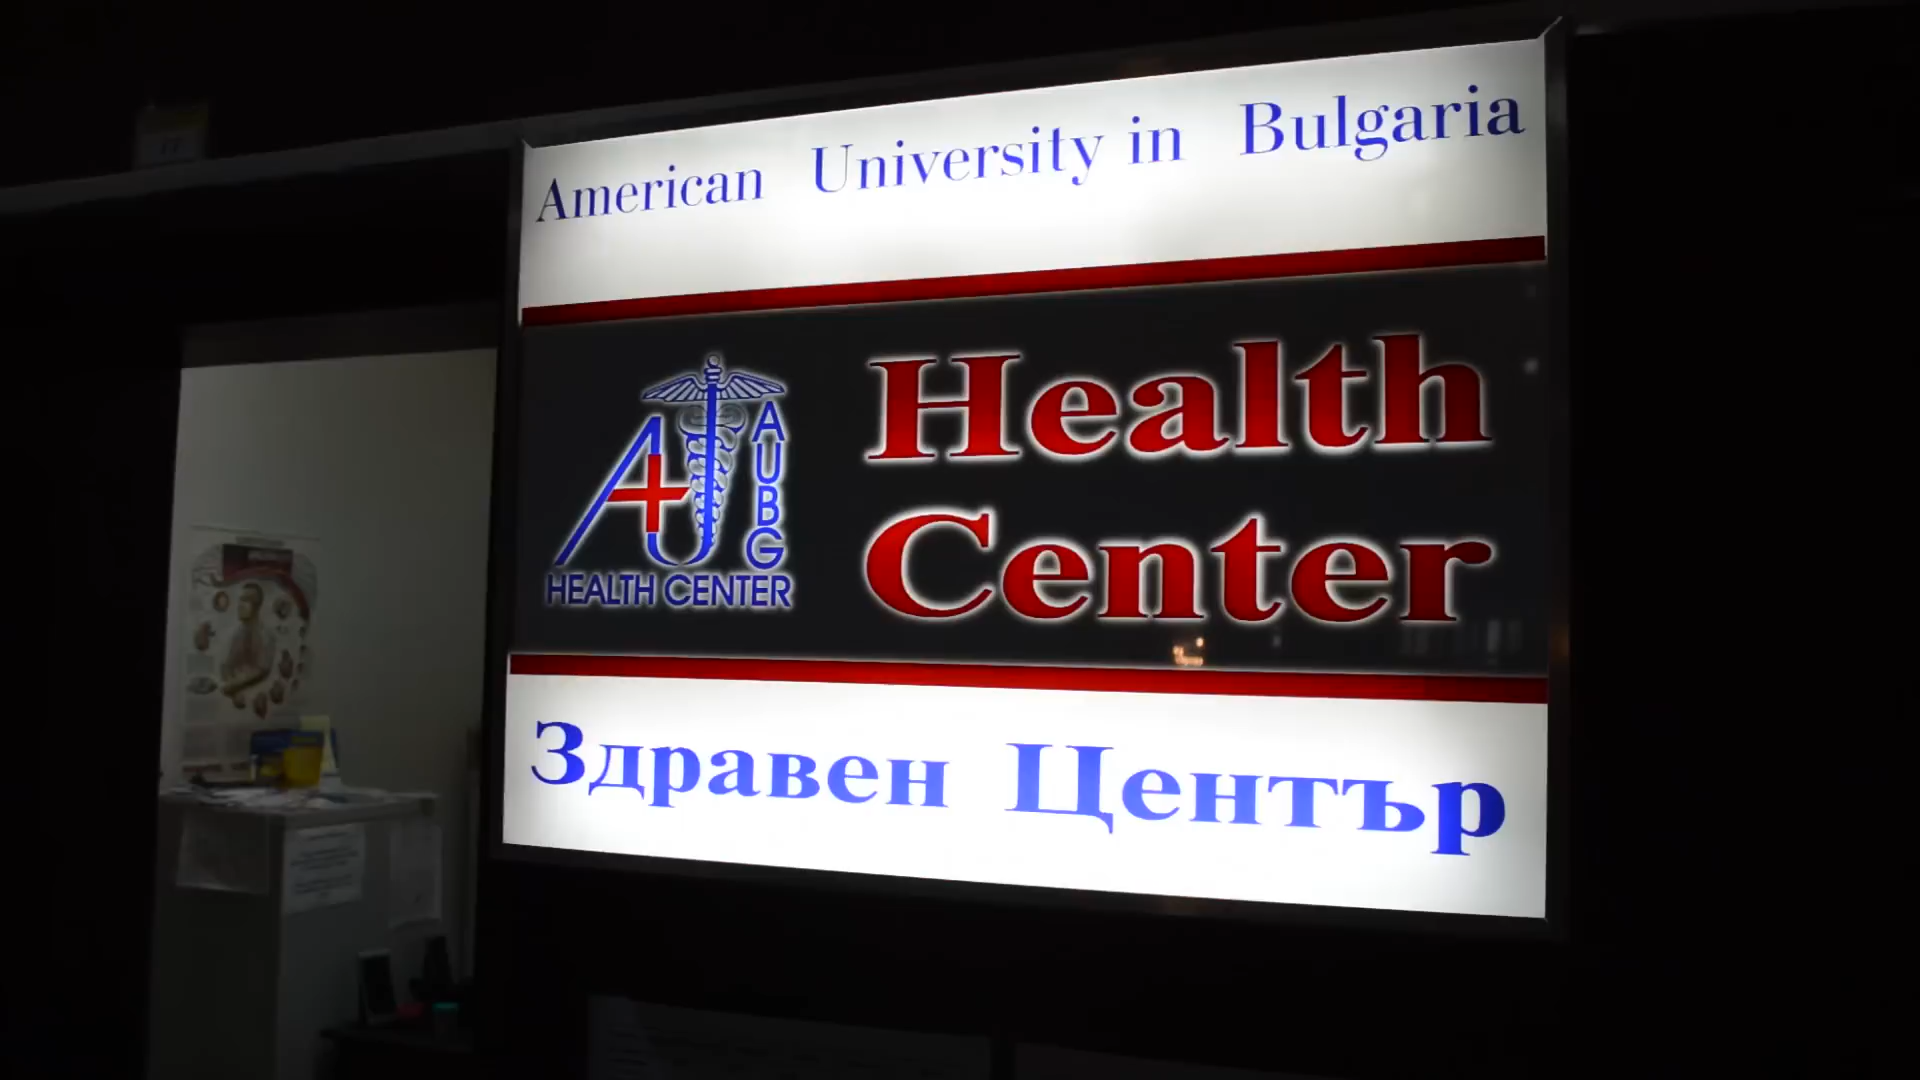 American University in Bulgaria
AUBG
HEALTH CENTER
Health
Center
Здравен Център